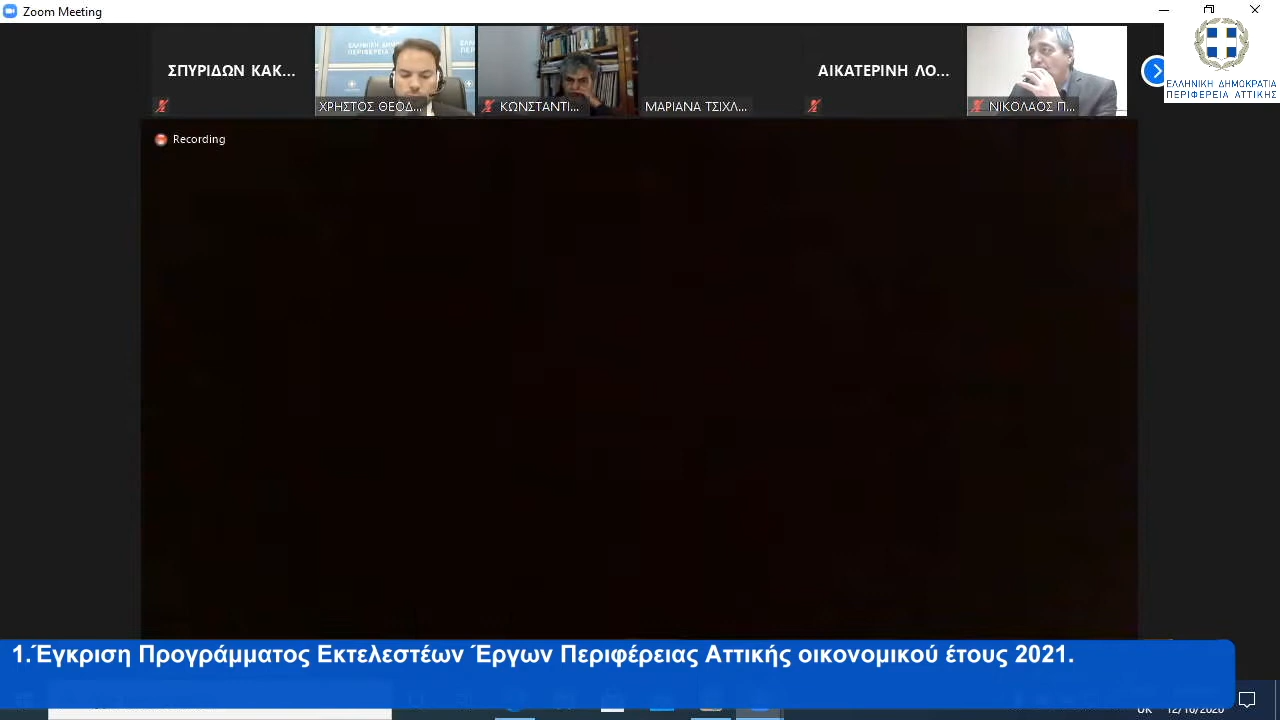 Zoom Meeting
ΣΠΥΡΙΔΩΝ ΚΑΚ...
ΧΡΗΣΤΟΣ ΘΕΟΔ...
ΚΩΝΣΤΑΝΤΙ...
ΜΑΡΙΑΝΑ ΤΣΙΧΛ...
ΑΙΚΑΤΕΡΙΝΗ ΛΟ...
ΝΙΚΟΛΑΟΣ Π...
ΕΛΛΗΝΙΚΗ ΔΗΜΟΚΡΑΤΙΑ
ΠΕΡΙΦΕΡΕΙΑ ΑΤΤΙΚΗΣ
Recording
1.Έγκριση Προγράμματος Εκτελεστέων Έργων Περιφέρειας Αττικής οικονομικού έτους 2021.